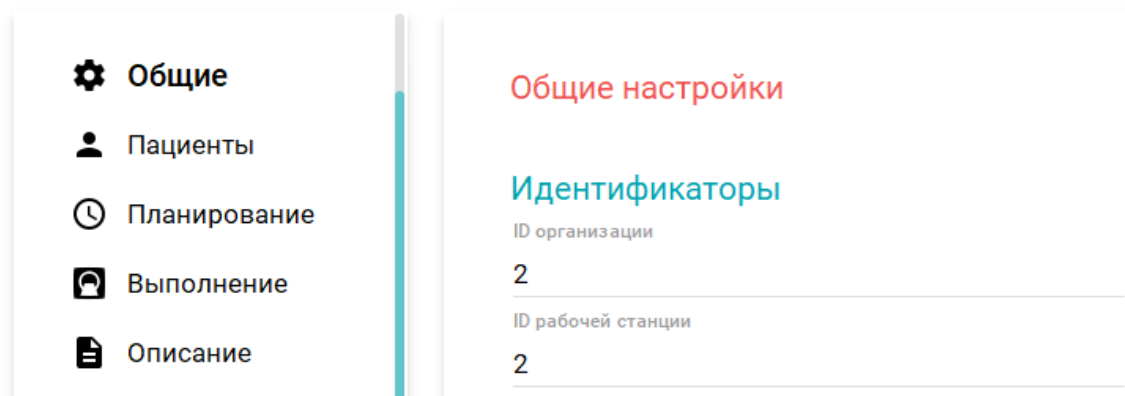 Общие
Пациенты
Планирование
Выполнение
Описание
Общие настройки
Идентификаторы
ID организации
2
ID рабочей станции
2